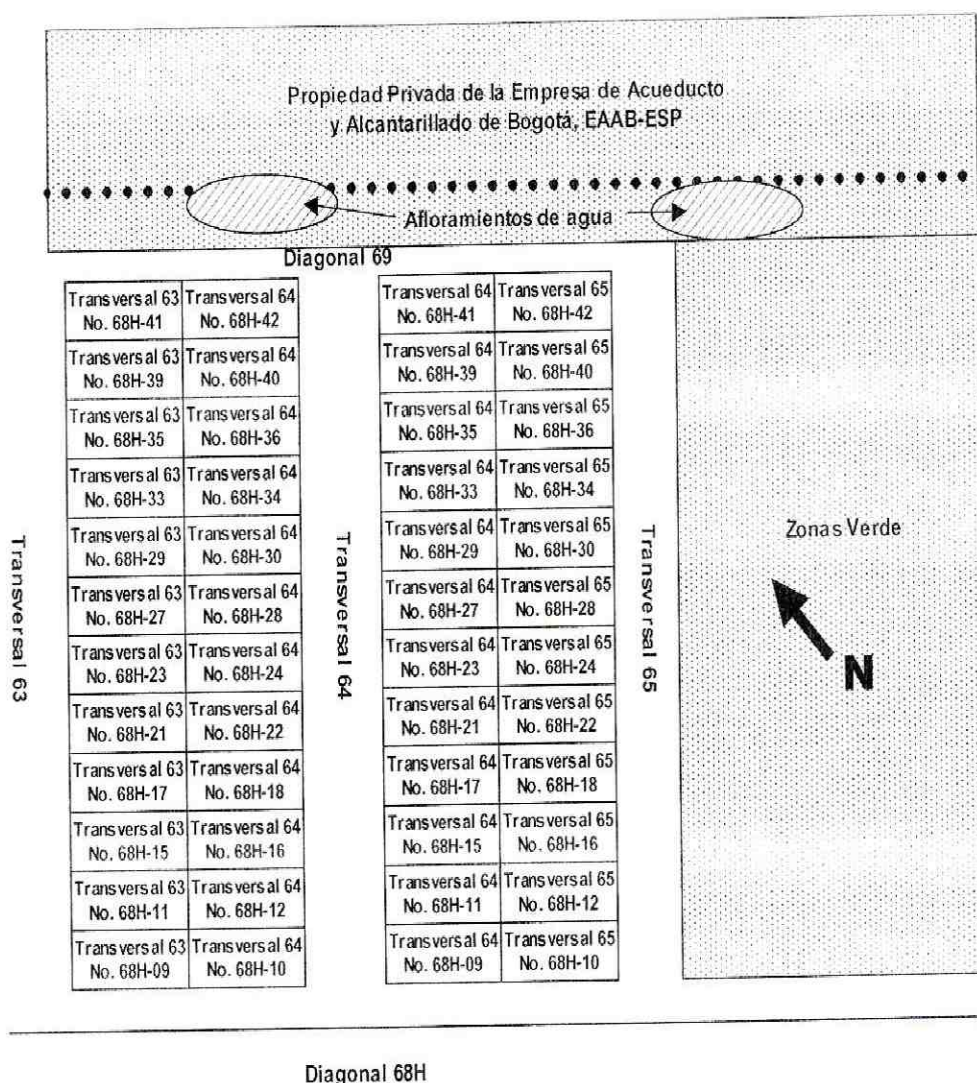 Propiedad Privada de la Empresa de Acueducto
y Alcantarillado de Bogotá, EAAB-ESP
Afloramientos de agua
Diagonal 69
Transversal 63 Transversal 64
No. 68H-41 No. 68H-42
Transversal 63 Transversal 64
No. 68H-39 No. 68H-40
Transversal 63 Transversal 64
No. 68H-35 No. 68H-36
Transversal 63 Transversal 64
No. 68H-33 No. 68H-34
Transversal 63 Transversal 64
No. 68H-29 No. 68H-30
Transversal 63 Transversal 64
No. 68H-27 No. 68H-28
Transversal 63 Transversal 64
No. 68H-23 No. 68H-24
Transversal 63 Transversal 64
No. 68H-21 No. 68H-22
Transversal 63 Transversal 64
No. 68H-17 No. 68H-18
Transversal 63 Transversal 64
No. 68H-15 No. 68H-16
Transversal 63 Transversal 64
No. 68H-11 No. 68H-12
Transversal 63 Transversal 64
No. 68H-09 No. 68H-10
Transversal 64 Transversal 65
No. 68H-41 No. 68H-42
Transversal 64 Transversal 65
No. 68H-39 No. 68H-40
Transversal 64 Transversal 65
No. 68H-35 No. 68H-36
Transversal 64 Transversal 65
No. 68H-33 No. 68H-34
Transversal 64 Transversal 65
No. 68H-29 No. 68H-30
Transversal 64 Transversal 65
No. 68H-27 No. 68H-28
Transversal 64 Transversal 65
No. 68H-23 No. 68H-24
Transversal 64 Transversal 65
No. 68H-21 No. 68H-22
Transversal 64 Transversal 65
No. 68H-17 No. 68H-18
Transversal 64 Transversal 65
No. 68H-15 No. 68H-16
Transversal 64 Transversal 65
No. 68H-11 No. 68H-12
Transversal 64 Transversal 65
No. 68H-09 No. 68H-10
Transversal 63
Transversal 64
Transversal 65
Zonas Verde
N
Diagonal 68H